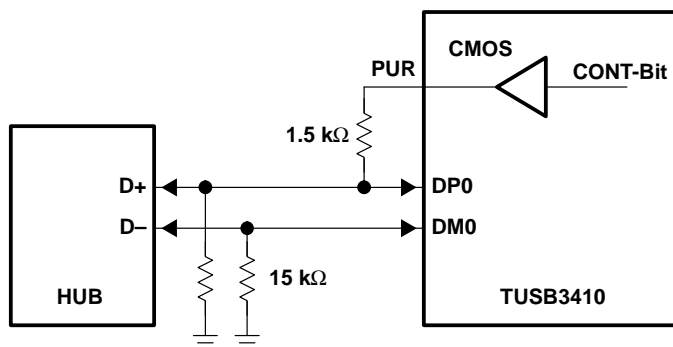 CMOS
PUR
CONT-Bit
1.5 kΩ
D+
DP0
D–
DM0
15 kΩ
HUB
TUSB3410